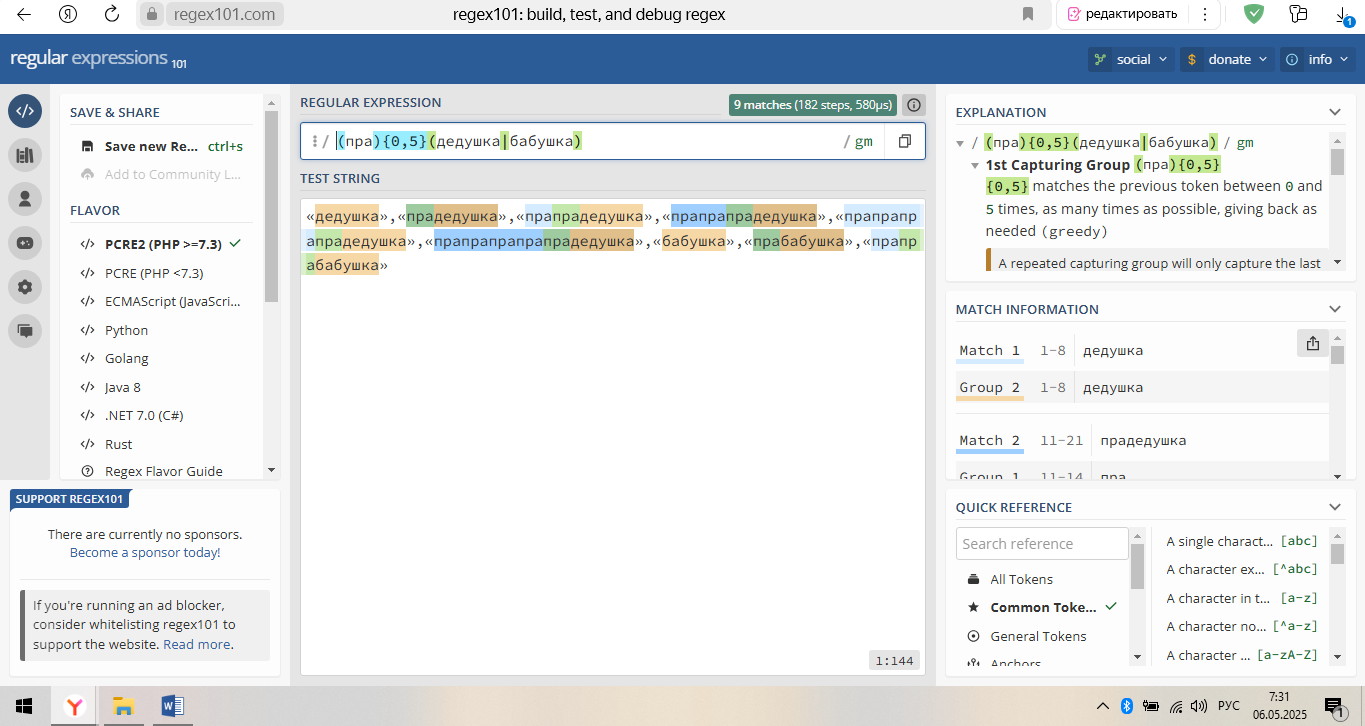 regex101.com
regex101: build, test, and debug regex
редактировать
1
regular expressions 101
social
donate
info
SAVE & SHARE
Save new Re... ctrl+s
Add to Community L...
FLAVOR
PCRE2 (PHP >=7.3)
PCRE (PHP <7.3)
ECMAScript (JavaScri...
Python
Golang
Java 8
.NET 7.0 (C#)
Rust
Regex Flavor Guide
SUPPORT REGEX101
There are currently no sponsors.
Become a sponsor today!
If you're running an ad blocker,
consider whitelisting regex101 to
support the website. Read more.
REGULAR EXPRESSION
9 matches (182 steps, 580µs)
/ (пра){0,5}(дедушка|бабушка) / gm
TEST STRING
«дедушка»,«прадедушка»,«прапрадедушка»,«прапрапрадедушка»,«прапрапр
апрадедушка»,«прапрапрапрапрадедушка»,«бабушка»,«прабабушка»,«прапр
абабушка»
1:144
EXPLANATION
/ (пра){0,5}(дедушка|бабушка) / gm
1st Capturing Group (пра){0,5}
{0,5} matches the previous token between 0 and
5 times, as many times as possible, giving back as
needed (greedy)
A repeated capturing group will only capture the last
MATCH INFORMATION
Match 1 1-8 дедушка
Group 2 1-8 дедушка
Match 2 11-21 прадедушка
Group 1 11-14 пра
QUICK REFERENCE
Search reference
All Tokens
Common Toke...
General Tokens
Anchors
A single charact... [abc]
A character ex... [^abc]
A character in t... [a-z]
A character no... [^a-z]
A character ... [a-zA-Z]
РУС
7:31
06.05.2025
1